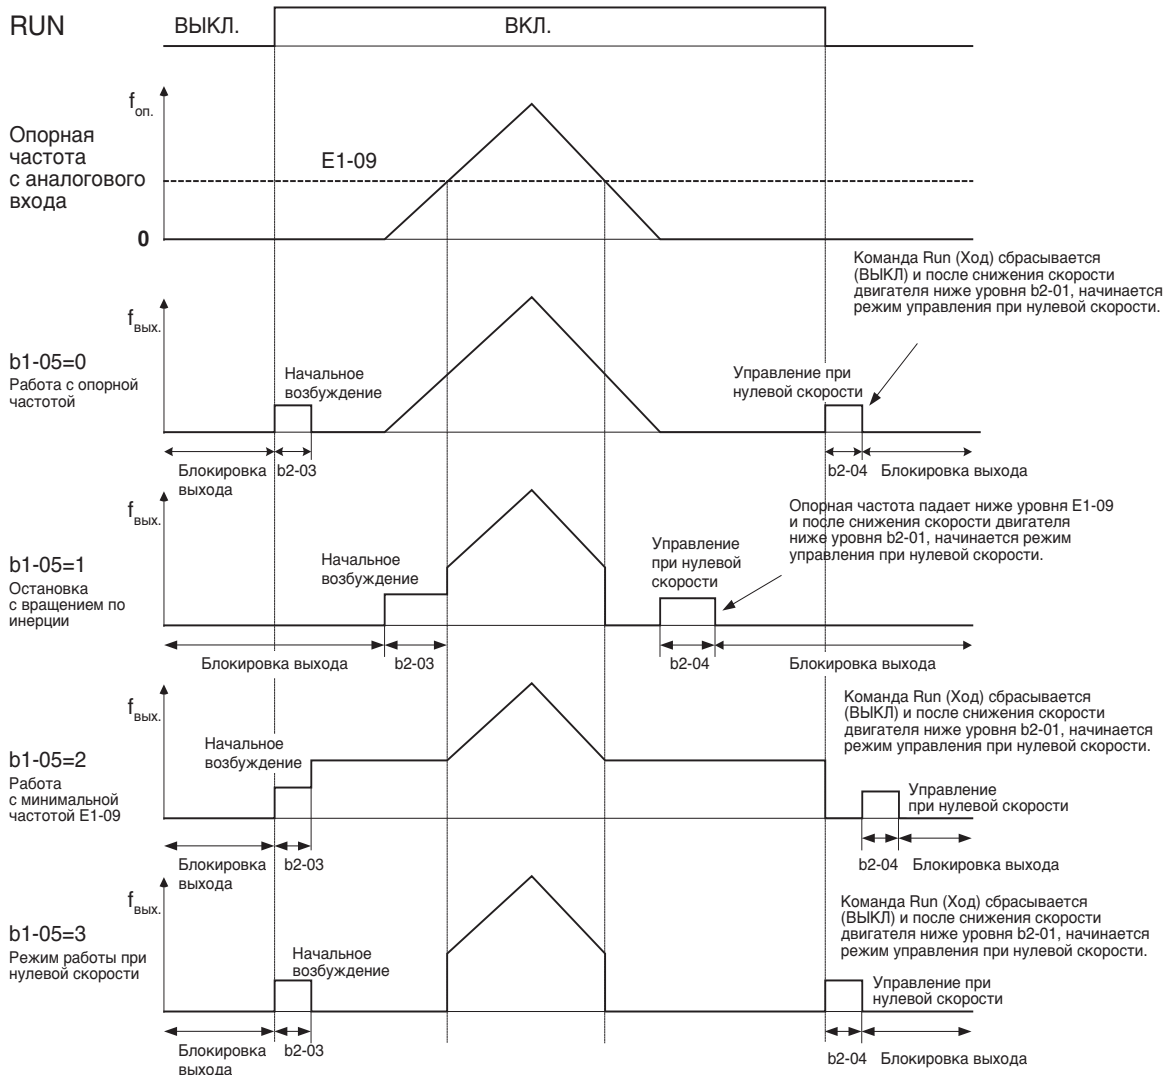 RUN
ВЫКЛ.
ВКЛ.
fоп.
Опорная
частота
с аналогового
входа
E1-09
0
Команда Run (Ход) сбрасывается
(ВЫКЛ) и после снижения скорости
двигателя ниже уровня b2-01, начинается
режим управления при нулевой скорости.
fвых.
b1-05=0
Работа с опорной
частотой
Начальное
возбуждение
Управление при
нулевой скорости
Блокировка
выхода
b2-03
b2-04
Блокировка выхода
fвых.
b1-05=1
Остановка
с вращением по
инерции
Начальное
возбуждение
Управление
при нулевой
скорости
Опорная частота падает ниже уровня E1-09
и после снижения скорости двигателя
ниже уровня b2-01, начинается режим
управления при нулевой скорости.
Блокировка выхода
b2-03
b2-04
Блокировка выхода
fвых.
b1-05=2
Работа
с минимальной
частотой E1-09
Начальное
возбуждение
Команда Run (Ход) сбрасывается
(ВЫКЛ) и после снижения скорости
двигателя ниже уровня b2-01, начинается
режим управления при нулевой скорости.
Управление
при нулевой скорости
Блокировка
выхода
b2-03
b2-04
Блокировка выхода
fвых.
b1-05=3
Режим работы при
нулевой скорости
Начальное
возбуждение
Команда Run (Ход) сбрасывается
(ВЫКЛ) и после снижения скорости
двигателя ниже уровня b2-01, начинается
режим управления при нулевой скорости.
Управление при
нулевой скорости
Блокировка
выхода
b2-03
b2-04
Блокировка выхода